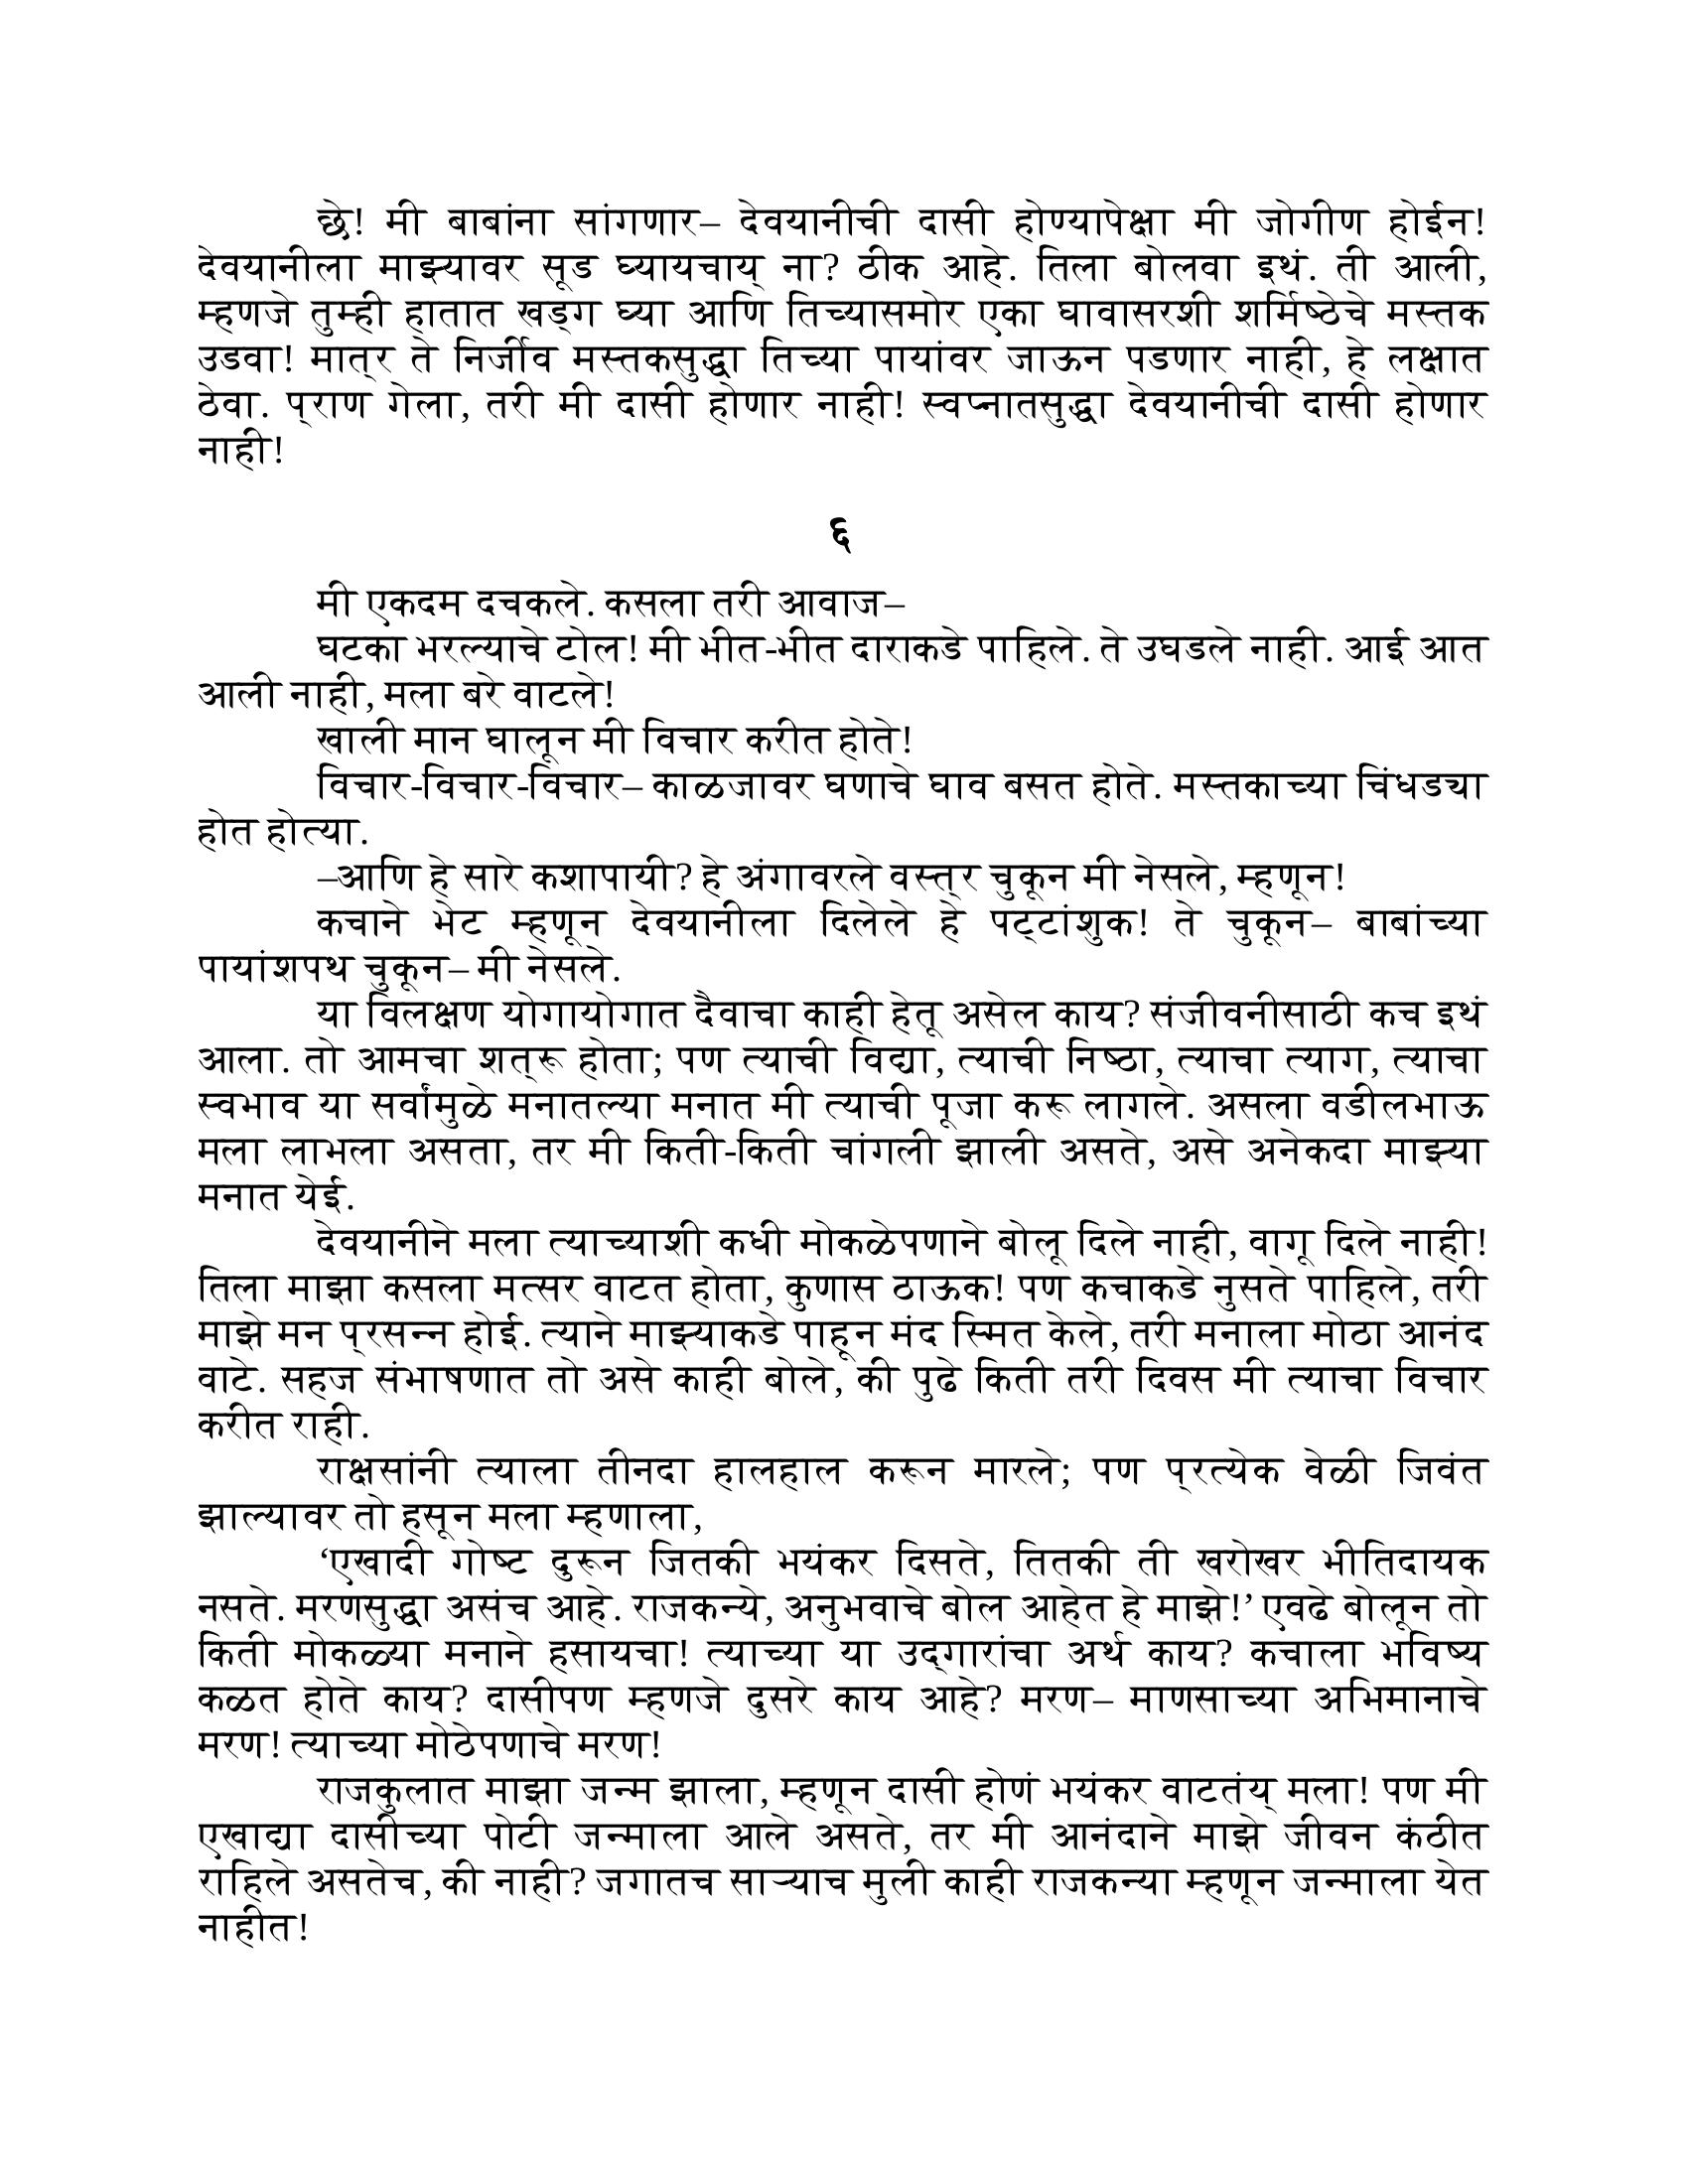 छे! मी बाबांना सांगणार– देवयानीची दासी होण्यापेक्षा मी जोगीण होईन!
देवयानीला माझ्यावर सूड घ्यायचाय् ना? ठीक आहे. तिला बोलवा इथं. ती आली,
म्हणजे तुम्ही हातात खड्ग घ्या आणि तिच्यासमोर एका घावासरशी शर्मिष्ठेचे मस्तक
उडवा! मात्र ते निर्जीव मस्तकसुद्धा तिच्या पायांवर जाऊन पडणार नाही, हे लक्षात
ठेवा. प्राण गेला, तरी मी दासी होणार नाही! स्वप्नातसुद्धा देवयानीची दासी होणार
नाही!
६
मी एकदम दचकले. कसला तरी आवाज–
घटका भरल्याचे टोल! मी भीत-भीत दाराकडे पाहिले. ते उघडले नाही. आई आत
आली नाही, मला बरे वाटले!
खाली मान घालून मी विचार करीत होते!
विचार-विचार-विचार– काळजावर घणाचे घाव बसत होते. मस्तकाच्या चिंधड्या
होत होत्या.
–आणि हे सारे कशापायी? हे अंगावरले वस्त्र चुकून मी नेसले, म्हणून!
कचाने भेट म्हणून देवयानीला दिलेले हे पट्टांशुक! ते चुकून– बाबांच्या
पायांशपथ चुकून– मी नेसले.
या विलक्षण योगायोगात दैवाचा काही हेतू असेल काय? संजीवनीसाठी कच इथं
आला. तो आमचा शत्रू होता; पण त्याची विद्या, त्याची निष्ठा, त्याचा त्याग, त्याचा
स्वभाव या सर्वांमुळे मनातल्या मनात मी त्याची पूजा करू लागले. असला वडीलभाऊ
मला लाभला असता, तर मी किती-किती चांगली झाली असते, असे अनेकदा माझ्या
मनात येई.
देवयानीने मला त्याच्याशी कधी मोकळेपणाने बोलू दिले नाही, वागू दिले नाही!
तिला माझा कसला मत्सर वाटत होता, कुणास ठाऊक! पण कचाकडे नुसते पाहिले, तरी
माझे मन प्रसन्न होई. त्याने माझ्याकडे पाहून मंद स्मित केले, तरी मनाला मोठा आनंद
वाटे. सहज संभाषणात तो असे काही बोले, की पुढे किती तरी दिवस मी त्याचा विचार
करीत राही.
राक्षसांनी त्याला तीनदा हालहाल करून मारले; पण प्रत्येक वेळी जिवंत
झाल्यावर तो हसून मला म्हणाला,
‘एखादी गोष्ट दुरून जितकी भयंकर दिसते, तितकी ती खरोखर भीतिदायक
नसते. मरणसुद्धा असंच आहे. राजकन्ये, अनुभवाचे बोल आहेत हे माझे!’ एवढे बोलून तो
किती मोकळ्या मनाने हसायचा! त्याच्या या उद्गारांचा अर्थ काय? कचाला भविष्य
कळत होते काय? दासीपण म्हणजे दुसरे काय आहे? मरण– माणसाच्या अभिमानाचे
मरण! त्याच्या मोठेपणाचे मरण!
राजकुलात माझा जन्म झाला, म्हणून दासी होणं भयंकर वाटतंय् मला! पण मी
एखाद्या दासीच्या पोटी जन्माला आले असते, तर मी आनंदाने माझे जीवन कंठीत
राहिले असतेच, की नाही? जगातच साऱ्याच मुली काही राजकन्या म्हणून जन्माला येत
नाहीत!